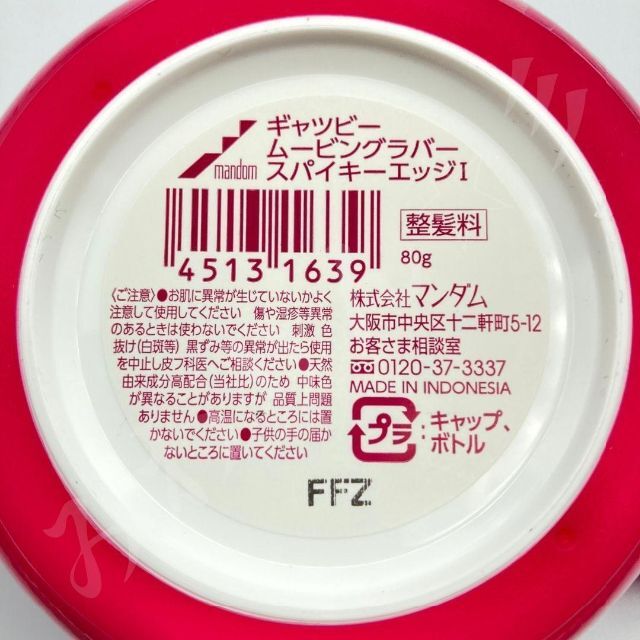 mandom
ギャツビー
ムービングラバー
スパイキーエッジI
整髪料
80g
4513 1639
〈ご注意〉●お肌に異常が生じていないかよく
注意して使用してください 傷や湿疹等異常
のあるときは使わないでください 刺激 色
抜け(白斑等) 黒ずみ等の異常が出たら使用
を中止し皮フ科医へご相談ください●天然
由来成分高配合(当社比)のため 中味色
が異なることがありますが 品質上問題
ありません●高温になるところには置
かないでください●子供の手の届か
ないところに置いてください
株式会社マンダム
大阪市中央区十二軒町5-12
お客さま相談室
0120-37-3337
MADE IN INDONESIA
プラ
:キャップ、
ボトル
FFZ